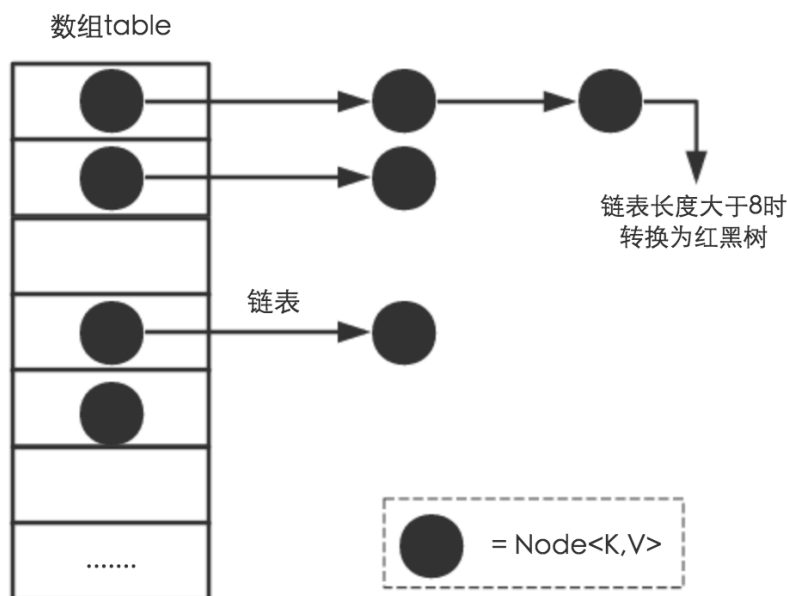 数组table
链表长度大于8时
转换为红黑树
链表
.......
= Node<K,V>